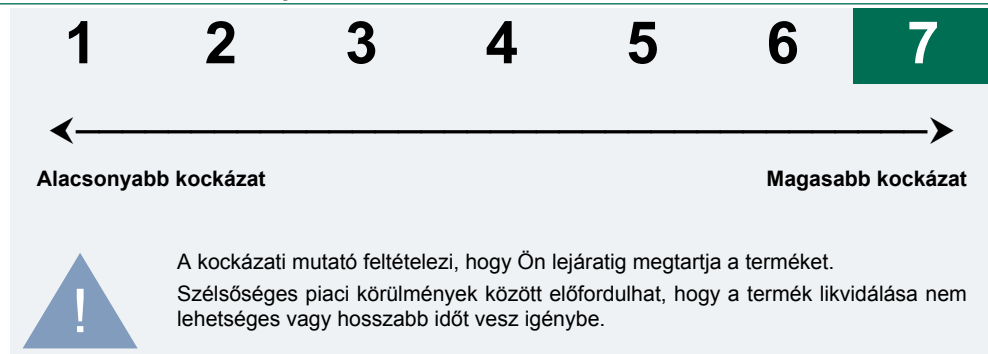 1 2 3 4 5 6 7
Alacsonyabb kockázat Magasabb kockázat
A kockázati mutató feltételezi, hogy Ön lejáratig megtartja a terméket.
Szélsőséges piaci körülmények között előfordulhat, hogy a termék likvidálása nem
lehetséges vagy hosszabb időt vesz igénybe.
!